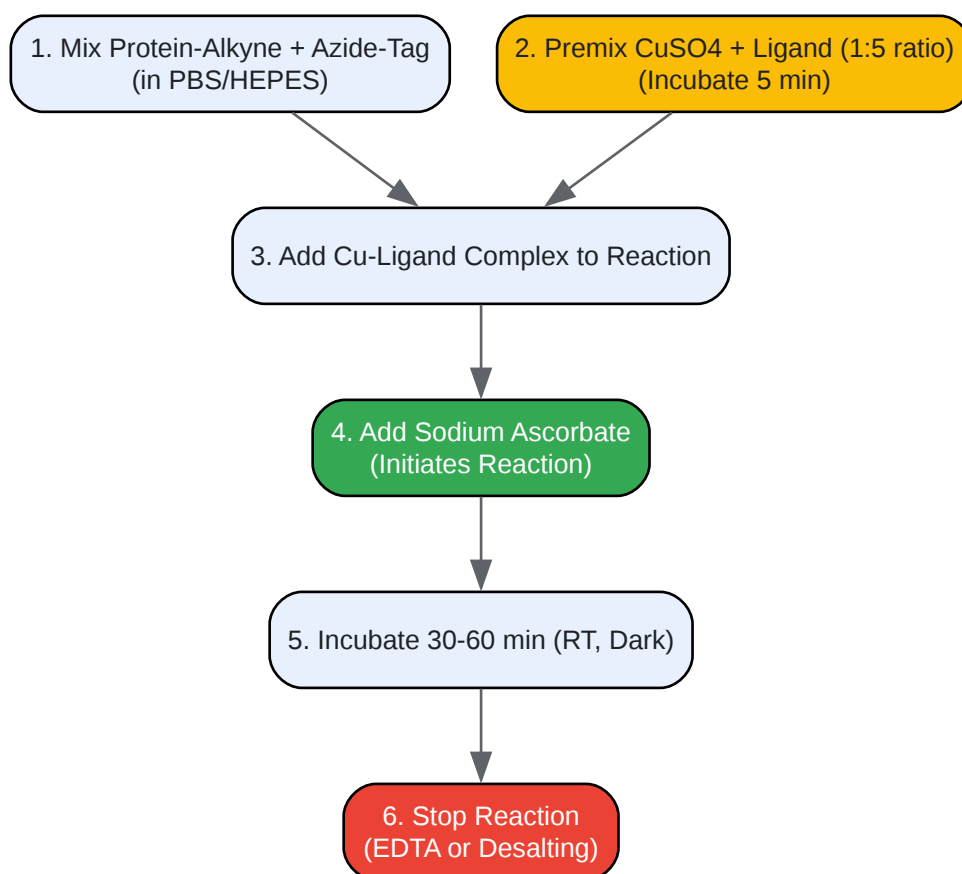 1. Mix Protein-Alkyne + Azide-Tag
(in PBS/HEPES)
2. Premix CuSO4 + Ligand (1:5 ratio)
(Incubate 5 min)
3. Add Cu-Ligand Complex to Reaction
4. Add Sodium Ascorbate
(Initiates Reaction)
5. Incubate 30-60 min (RT, Dark)
6. Stop Reaction
(EDTA or Desalting)